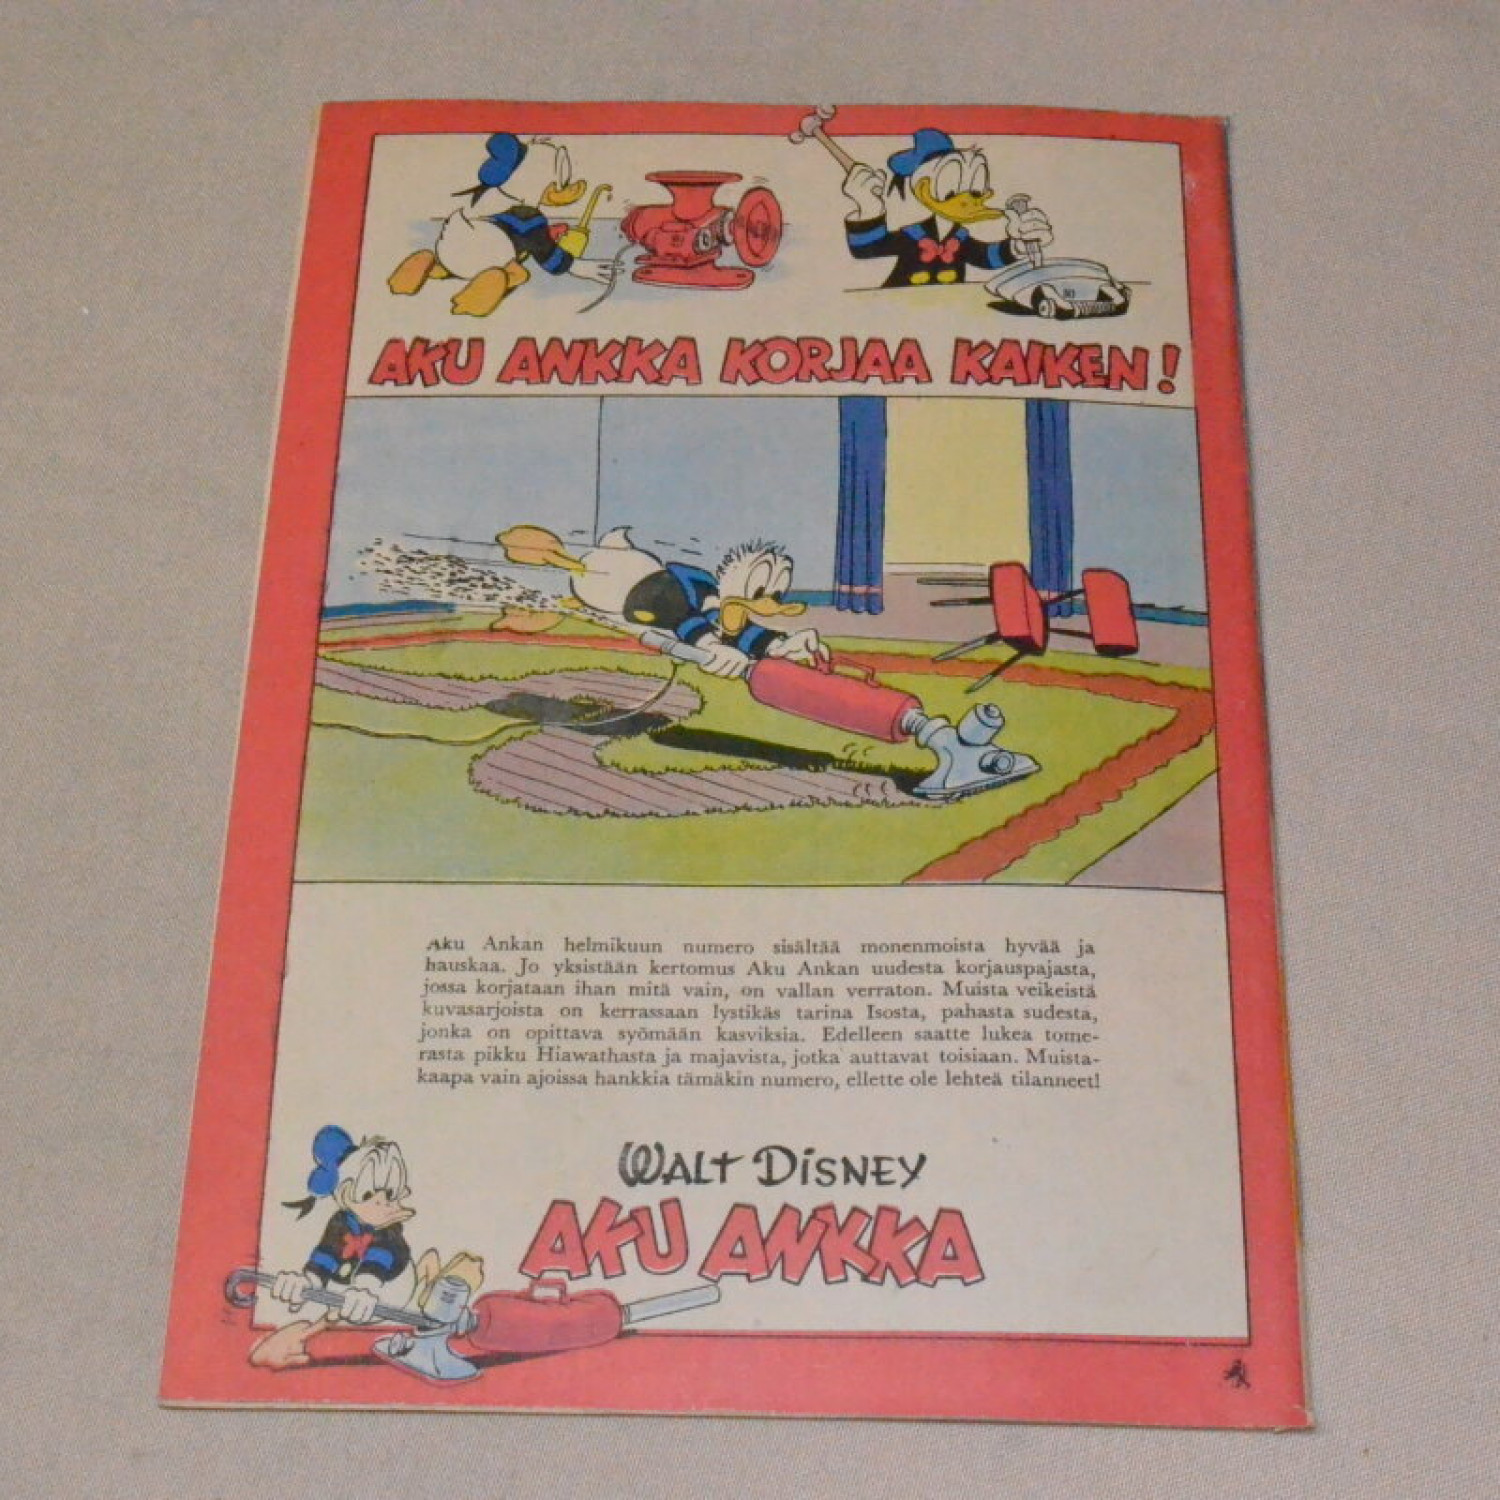 AKU ANKKA KORJAA KAIKEN!
Aku Ankan helmikuun numero sisältää monenmoista hyvää ja
hauskaa. Jo yksistään kertomus Aku Ankan uudesta korjauspajasta,
jossa korjataan ihan mitä vain, on vallan verraton. Muista veikeistä
kuvasarjoista on kerrassaan lystikäs tarina Isosta, pahasta sudesta,
jonka on opittava syömään kasviksia. Edelleen saatte lukea tome-
rasta pikku Hiawathasta ja majavista, jotka auttavat toisiaan. Muista-
kaapa vain ajoissa hankkia tämäkin numero, ellette ole lehteä tilanneet!
WALT DISNEY
AKU ANKKA